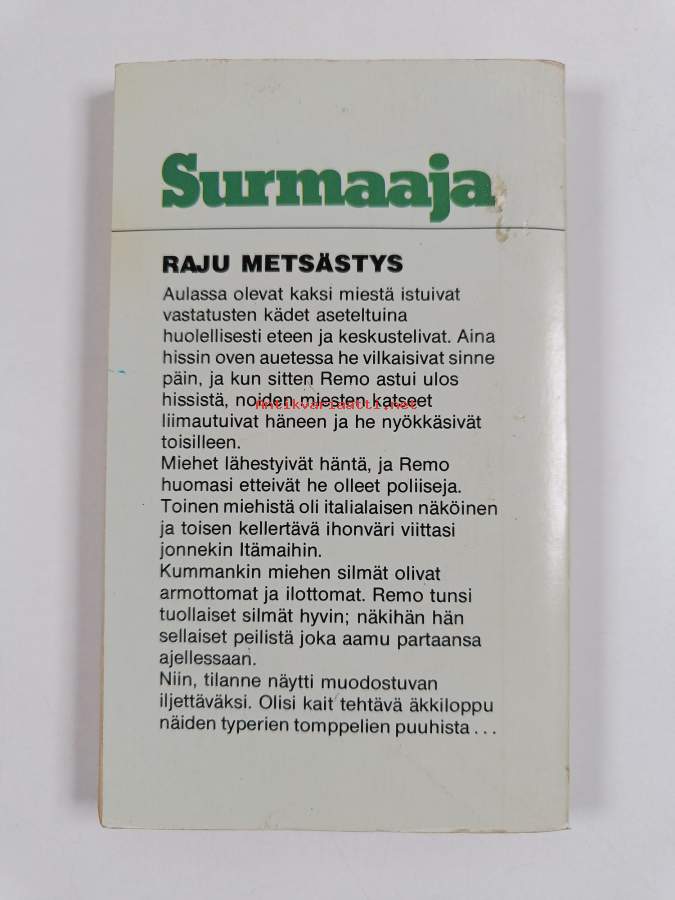 Surmaaja
RAJU METSÄSTYS
Aulassa olevat kaksi miestä istuivat
vastatusten kädet aseteltuina
huolellisesti eteen ja keskustelivat. Aina
hissin oven auetessa he vilkaisivat sinne
päin, ja kun sitten Remo astui ulos
hissistä, noiden miesten katseet
Antikvariaatti.net
liimautuivat häneen ja he nyökkäsivät
toisilleen.
Miehet lähestyivät häntä, ja Remo
huomasi etteivät he olleet poliiseja.
Toinen miehistä oli italialaisen näköinen
ja toisen kellertävä ihonväri viittasi
jonnekin Itämaihin.
Kummankin miehen silmät olivat
armottomat ja ilottomat. Remo tunsi
tuollaiset silmät hyvin; näkihän hän
sellaiset peilistä joka aamu partaansa
ajellessaan.
Niin, tilanne näytti muodostuvan
iljettäväksi. Olisi kait tehtävä äkkiloppu
näiden typerien tomppelien puuhista...